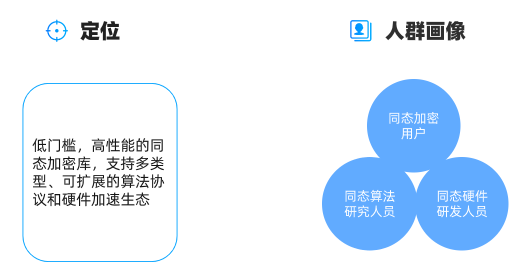 定位
低门槛，高性能的同
态加密库，支持多类
型、可扩展的算法协
议和硬件加速生态
人群画像
同态加密
用户
同态算法
研究人员
同态硬件
研发人员